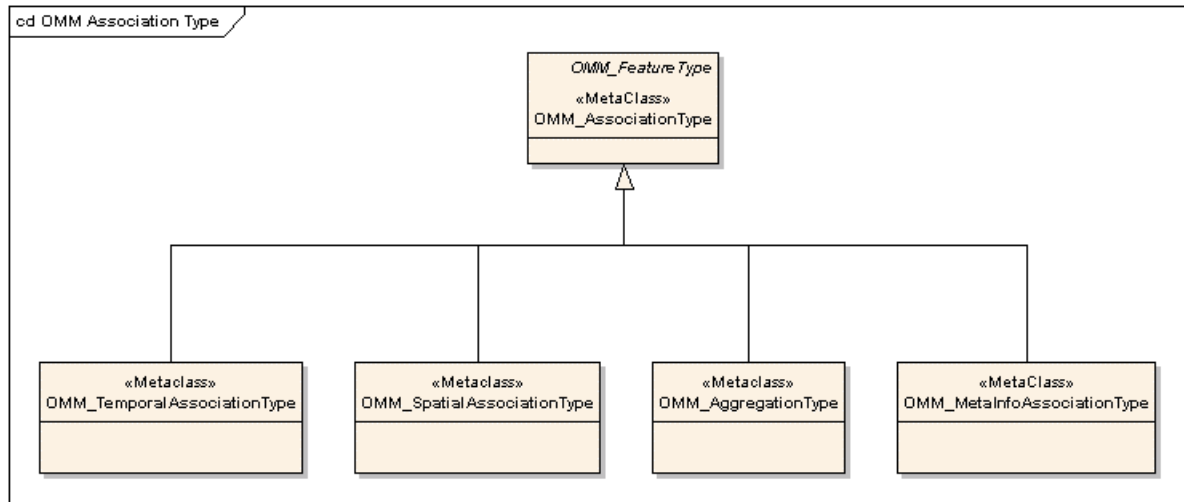 cd OMM Association Type
OMM_FeatureType
«MetaClass»
OMM_AssociationType
«Metaclass»
OMM_TemporalAssociationType
«Metaclass»
OMM_SpatialAssociationType
«Metaclass»
OMM_AggregationType
«MetaClass»
OMM_MetaInfoAssociationType